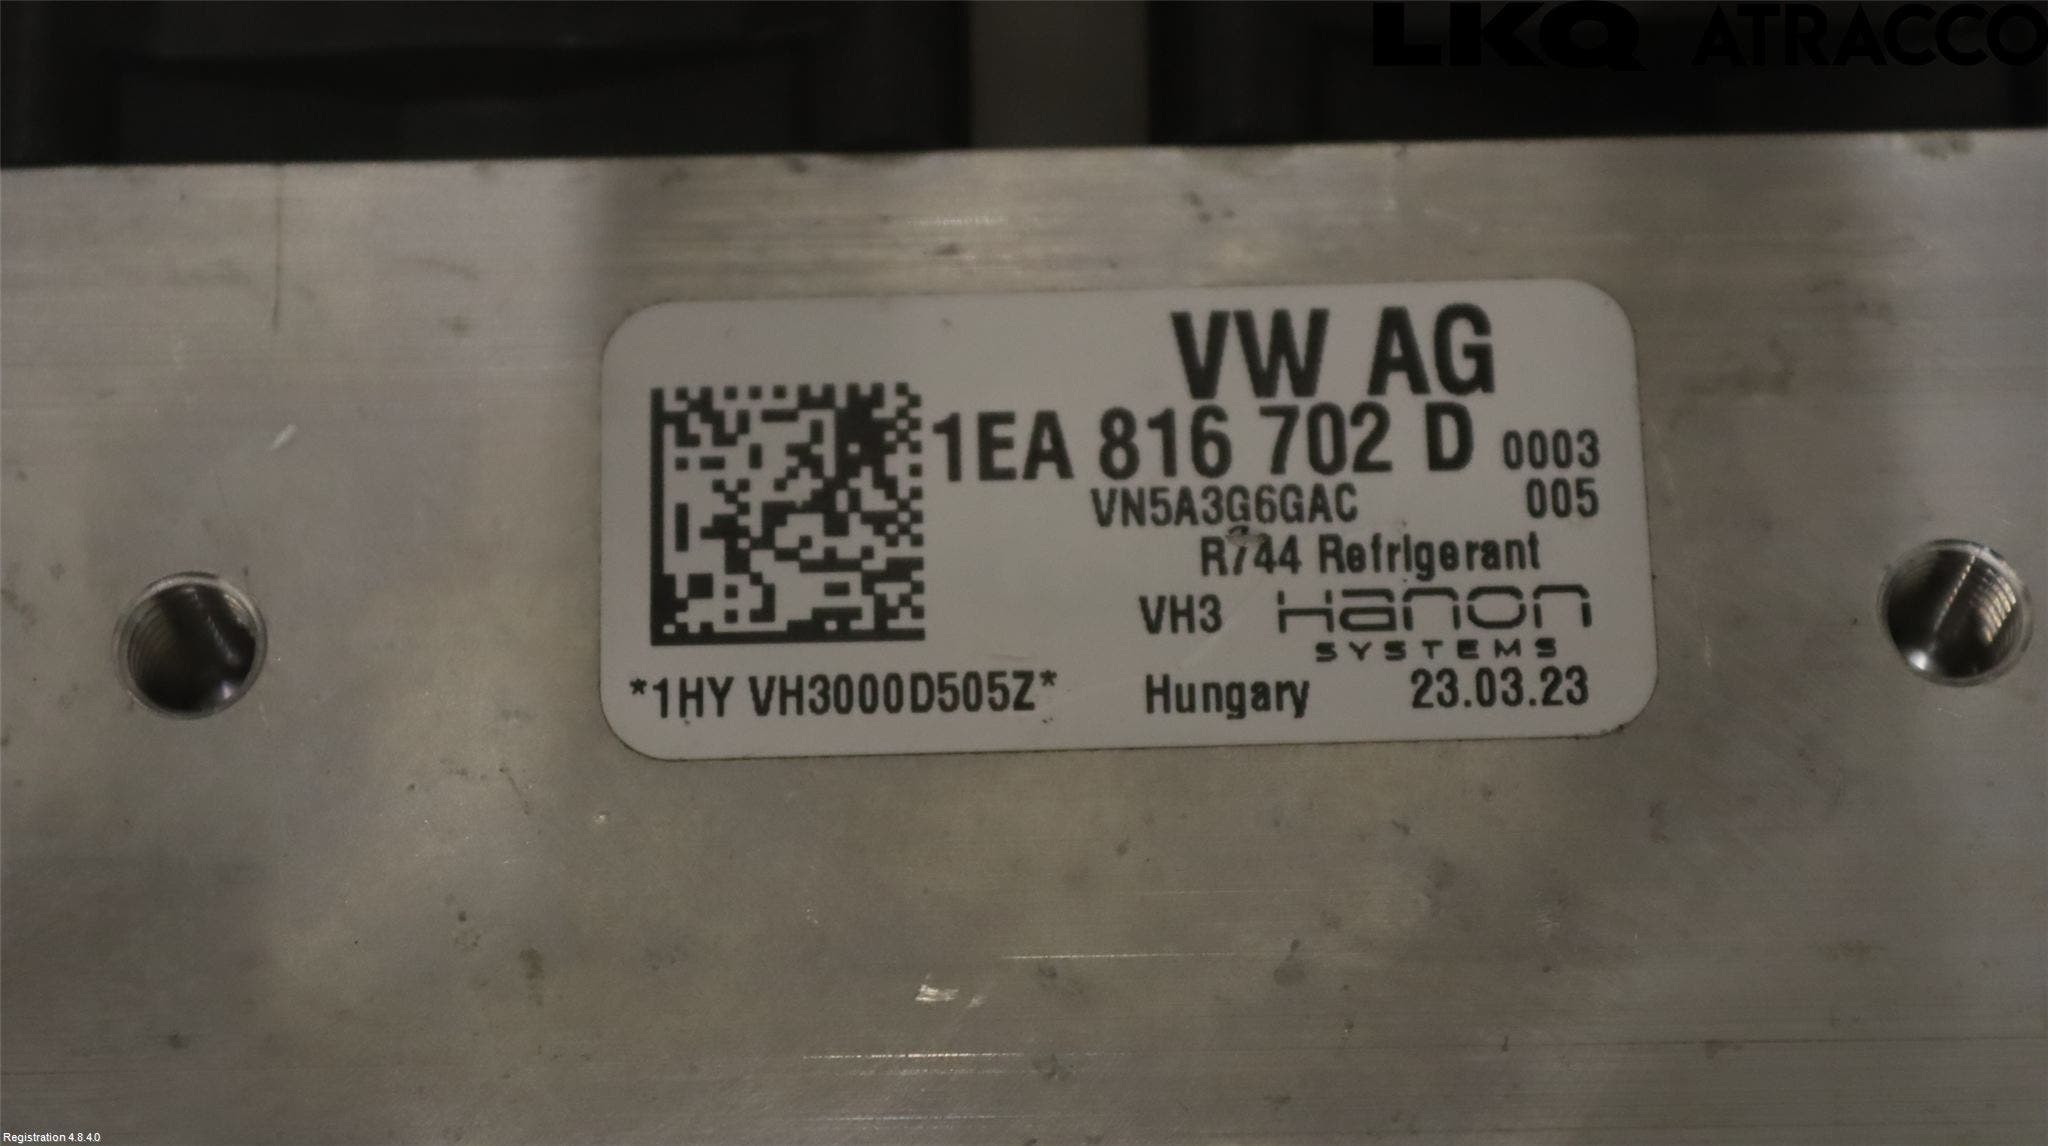 LKQ ATRACCO
VW AG
1EA 816 702 D 0003
VN5A3G6GAC 005
R744 Refrigerant
VH3 Hanon
SYSTEMS
*1HY VH3000D505Z* Hungary 23.03.23
Registration 4.8.4.0